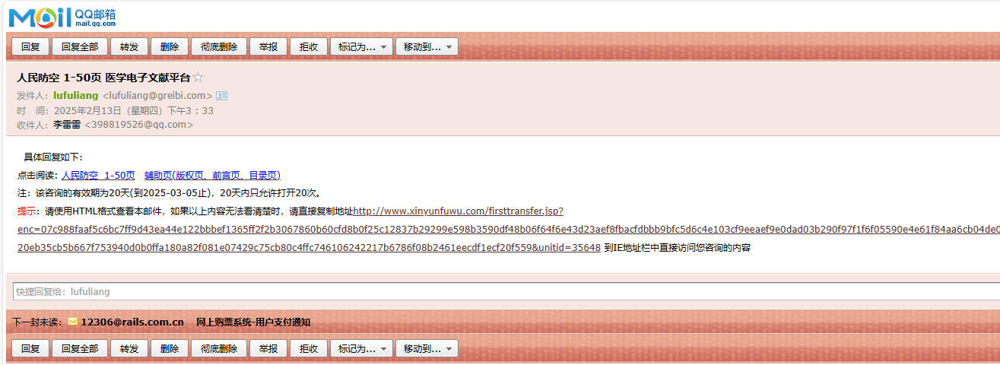 Mail QQ邮箱
mail.qq.com
回复 回复全部 转发 删除 彻底删除 举报 拒收 标记为... 移动到...
人民防空 1-50页 医学电子文献平台☆
发件人：lufuliang <lufuliang@greibi.com>
时 间：2025年2月13日（星期四）下午3：33
收件人：李雷雷 <398819526@qq.com>
具体回复如下：
点击阅读: 人民防空 1-50页 辅助页(版权页、前言页、目录页)
注：该咨询的有效期为20天(到2025-03-05止)，20天内只允许打开20次。
提示：请使用HTML格式查看本邮件，如果以上内容无法看清楚时，请直接复制地址http://www.xinyunfuwu.com/firsttransfer.jsp?
enc=07c988faaf5c6bc7ff9d43ea44e122bbbef1365ff2f2b3067860b60cfd8b0f25c12837b29299e598b3590df48b06f64f6e43d23aef8fbacfdbbb9bfc5d6c4e103cf9eeaef9e0dad03b290f97f1f6f05590e4e61f84aa6cb04de0
20eb35cb5b667f753940d0b0ffa180a82f081e07429c75cb80c4ffc746106242217b6786f08b2461eecdf1ecf20f559&unitid=35648 到IE地址栏中直接访问您咨询的内容
快捷回复给：lufuliang
下一封未读： 12306@rails.com.cn 网上购票系统-用户支付通知
回复 回复全部 转发 删除 彻底删除 举报 拒收 标记为... 移动到...